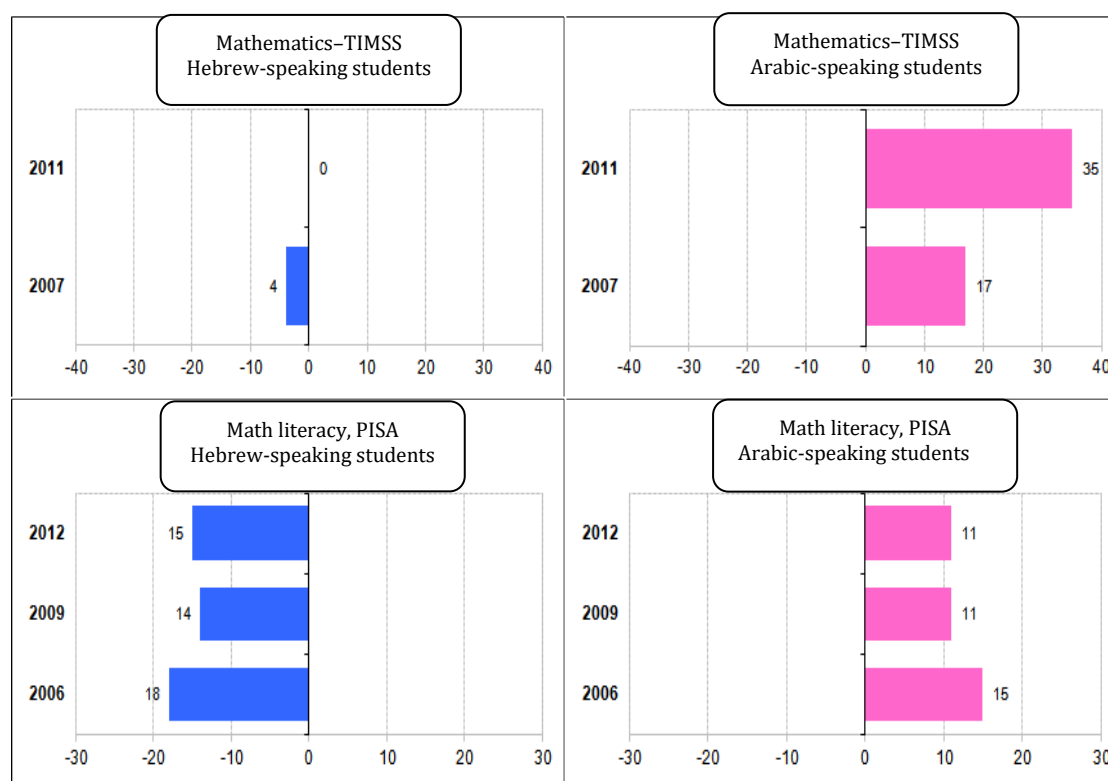 Mathematics–TIMSS
Hebrew-speaking students
2011
0
2007
4
-40 -30 -20 -10 0 10 20 30 40
Mathematics–TIMSS
Arabic-speaking students
2011
35
2007
17
-40 -30 -20 -10 0 10 20 30 40
Math literacy, PISA
Hebrew-speaking students
2012
15
2009
14
2006
18
-30 -20 -10 0 10 20 30
Math literacy, PISA
Arabic-speaking students
2012
11
2009
11
2006
15
-30 -20 -10 0 10 20 30